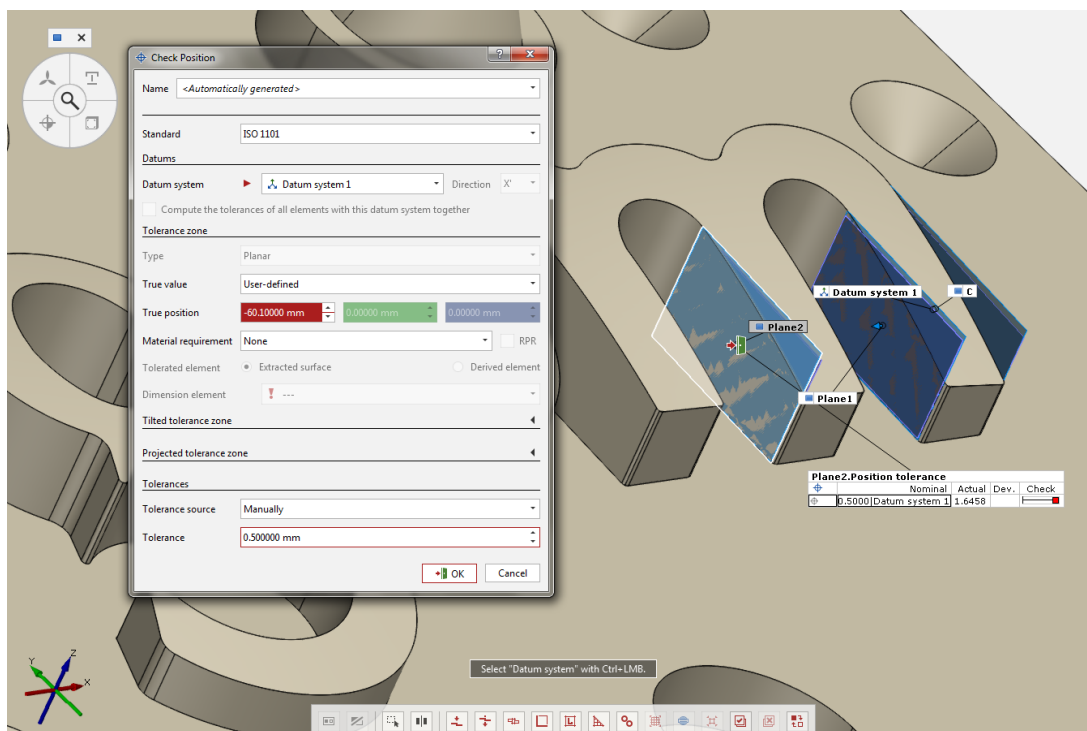 Check Position
Name <Automatically generated>
Standard ISO 1101
Datums
Datum system Datum system 1 Direction X'
Compute the tolerances of all elements with this datum system together
Tolerance zone
Type Planar
True value User-defined
True position -60.10000 mm 0.00000 mm 0.00000 mm
Material requirement None RPR
Tolerated element Extracted surface Derived element
Dimension element ---
Tilted tolerance zone
Projected tolerance zone
Tolerances
Tolerance source Manually
Tolerance 0.500000 mm
OK Cancel
Datum system 1
C
Plane2
Plane1
Plane2.Position tolerance
Nominal Actual Dev. Check
0.5000|Datum system 1 1.6458
Select "Datum system" with Ctrl+LMB.
Y Z X